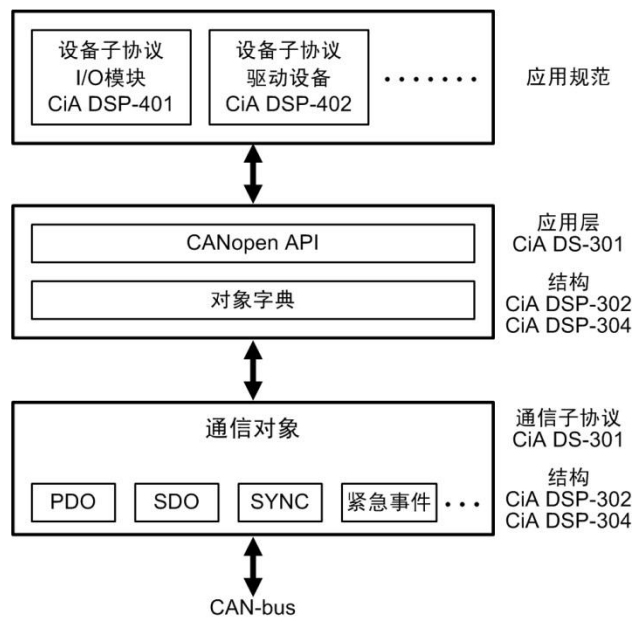 设备子协议
I/O模块
CiA DSP-401
设备子协议
驱动设备
CiA DSP-402
·······
应用规范
CANopen API
对象字典
应用层
CiA DS-301
结构
CiA DSP-302
CiA DSP-304
通信对象
PDO
SDO
SYNC
紧急事件
···
通信子协议
CiA DS-301
结构
CiA DSP-302
CiA DSP-304
CAN-bus